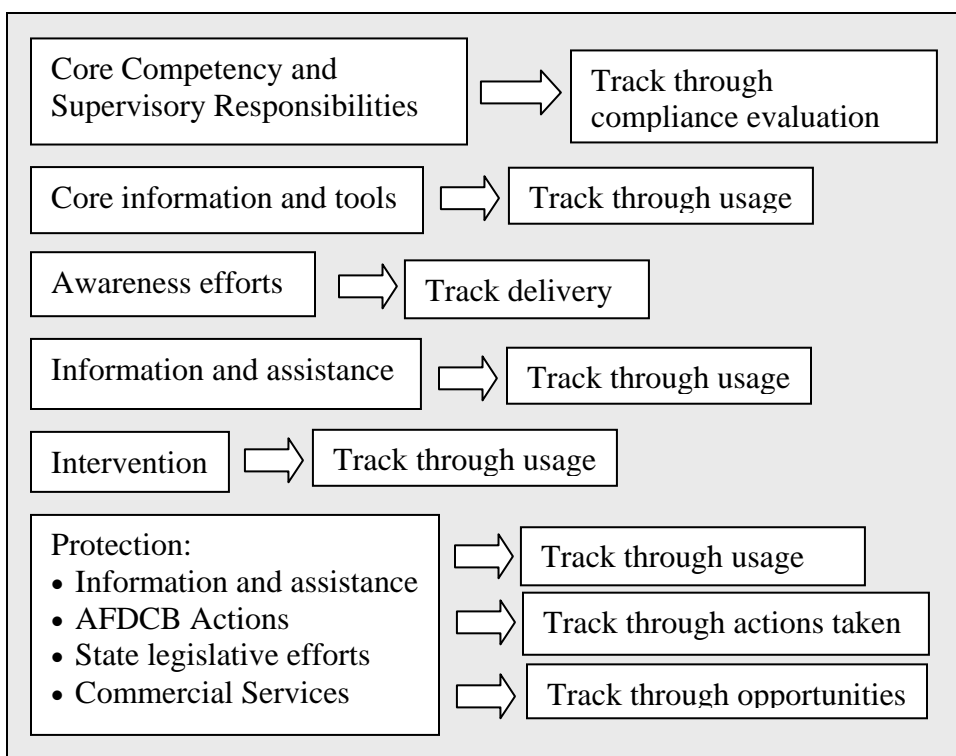 Core Competency and
Supervisory Responsibilities
Track through
compliance evaluation
Core information and tools
Track through usage
Awareness efforts
Track delivery
Information and assistance
Track through usage
Intervention
Track through usage
Protection:
• Information and assistance
• AFDCB Actions
• State legislative efforts
• Commercial Services
Track through usage
Track through actions taken
Track through opportunities